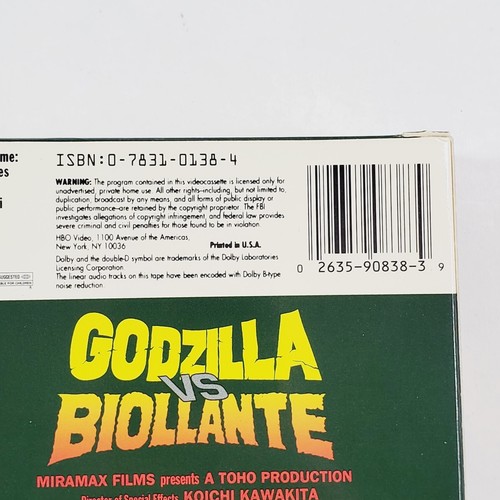 me:
es
i
ISBN:0-7831-0138-4
WARNING: The program contained in this videocassette is licensed only for
unadvertised, private home use. All other rights-including, but not limited to,
duplication, broadcast by any means, and all forms of public display or
public performance-are retained by the copyright proprietor. The FBI
investigates allegations of copyright infringement, and federal law provides
severe criminal and civil penalties for those found to be in violation.
HBO Video, 1100 Avenue of the Americas,
New York, NY 10036 Printed in U.S.A.
Dolby and the double-D symbol are trademarks of the Dolby Laboratories
Licensing Corporation.
The linear audio tracks on this tape have been encoded with Dolby B-type
noise reduction.
0 2635-90838-3 9
GODZILLA
VS
BIOLLANTE
MIRAMAX FILMS presents A TOHO PRODUCTION
Director of Special Effects KOICHI KAWAKITA